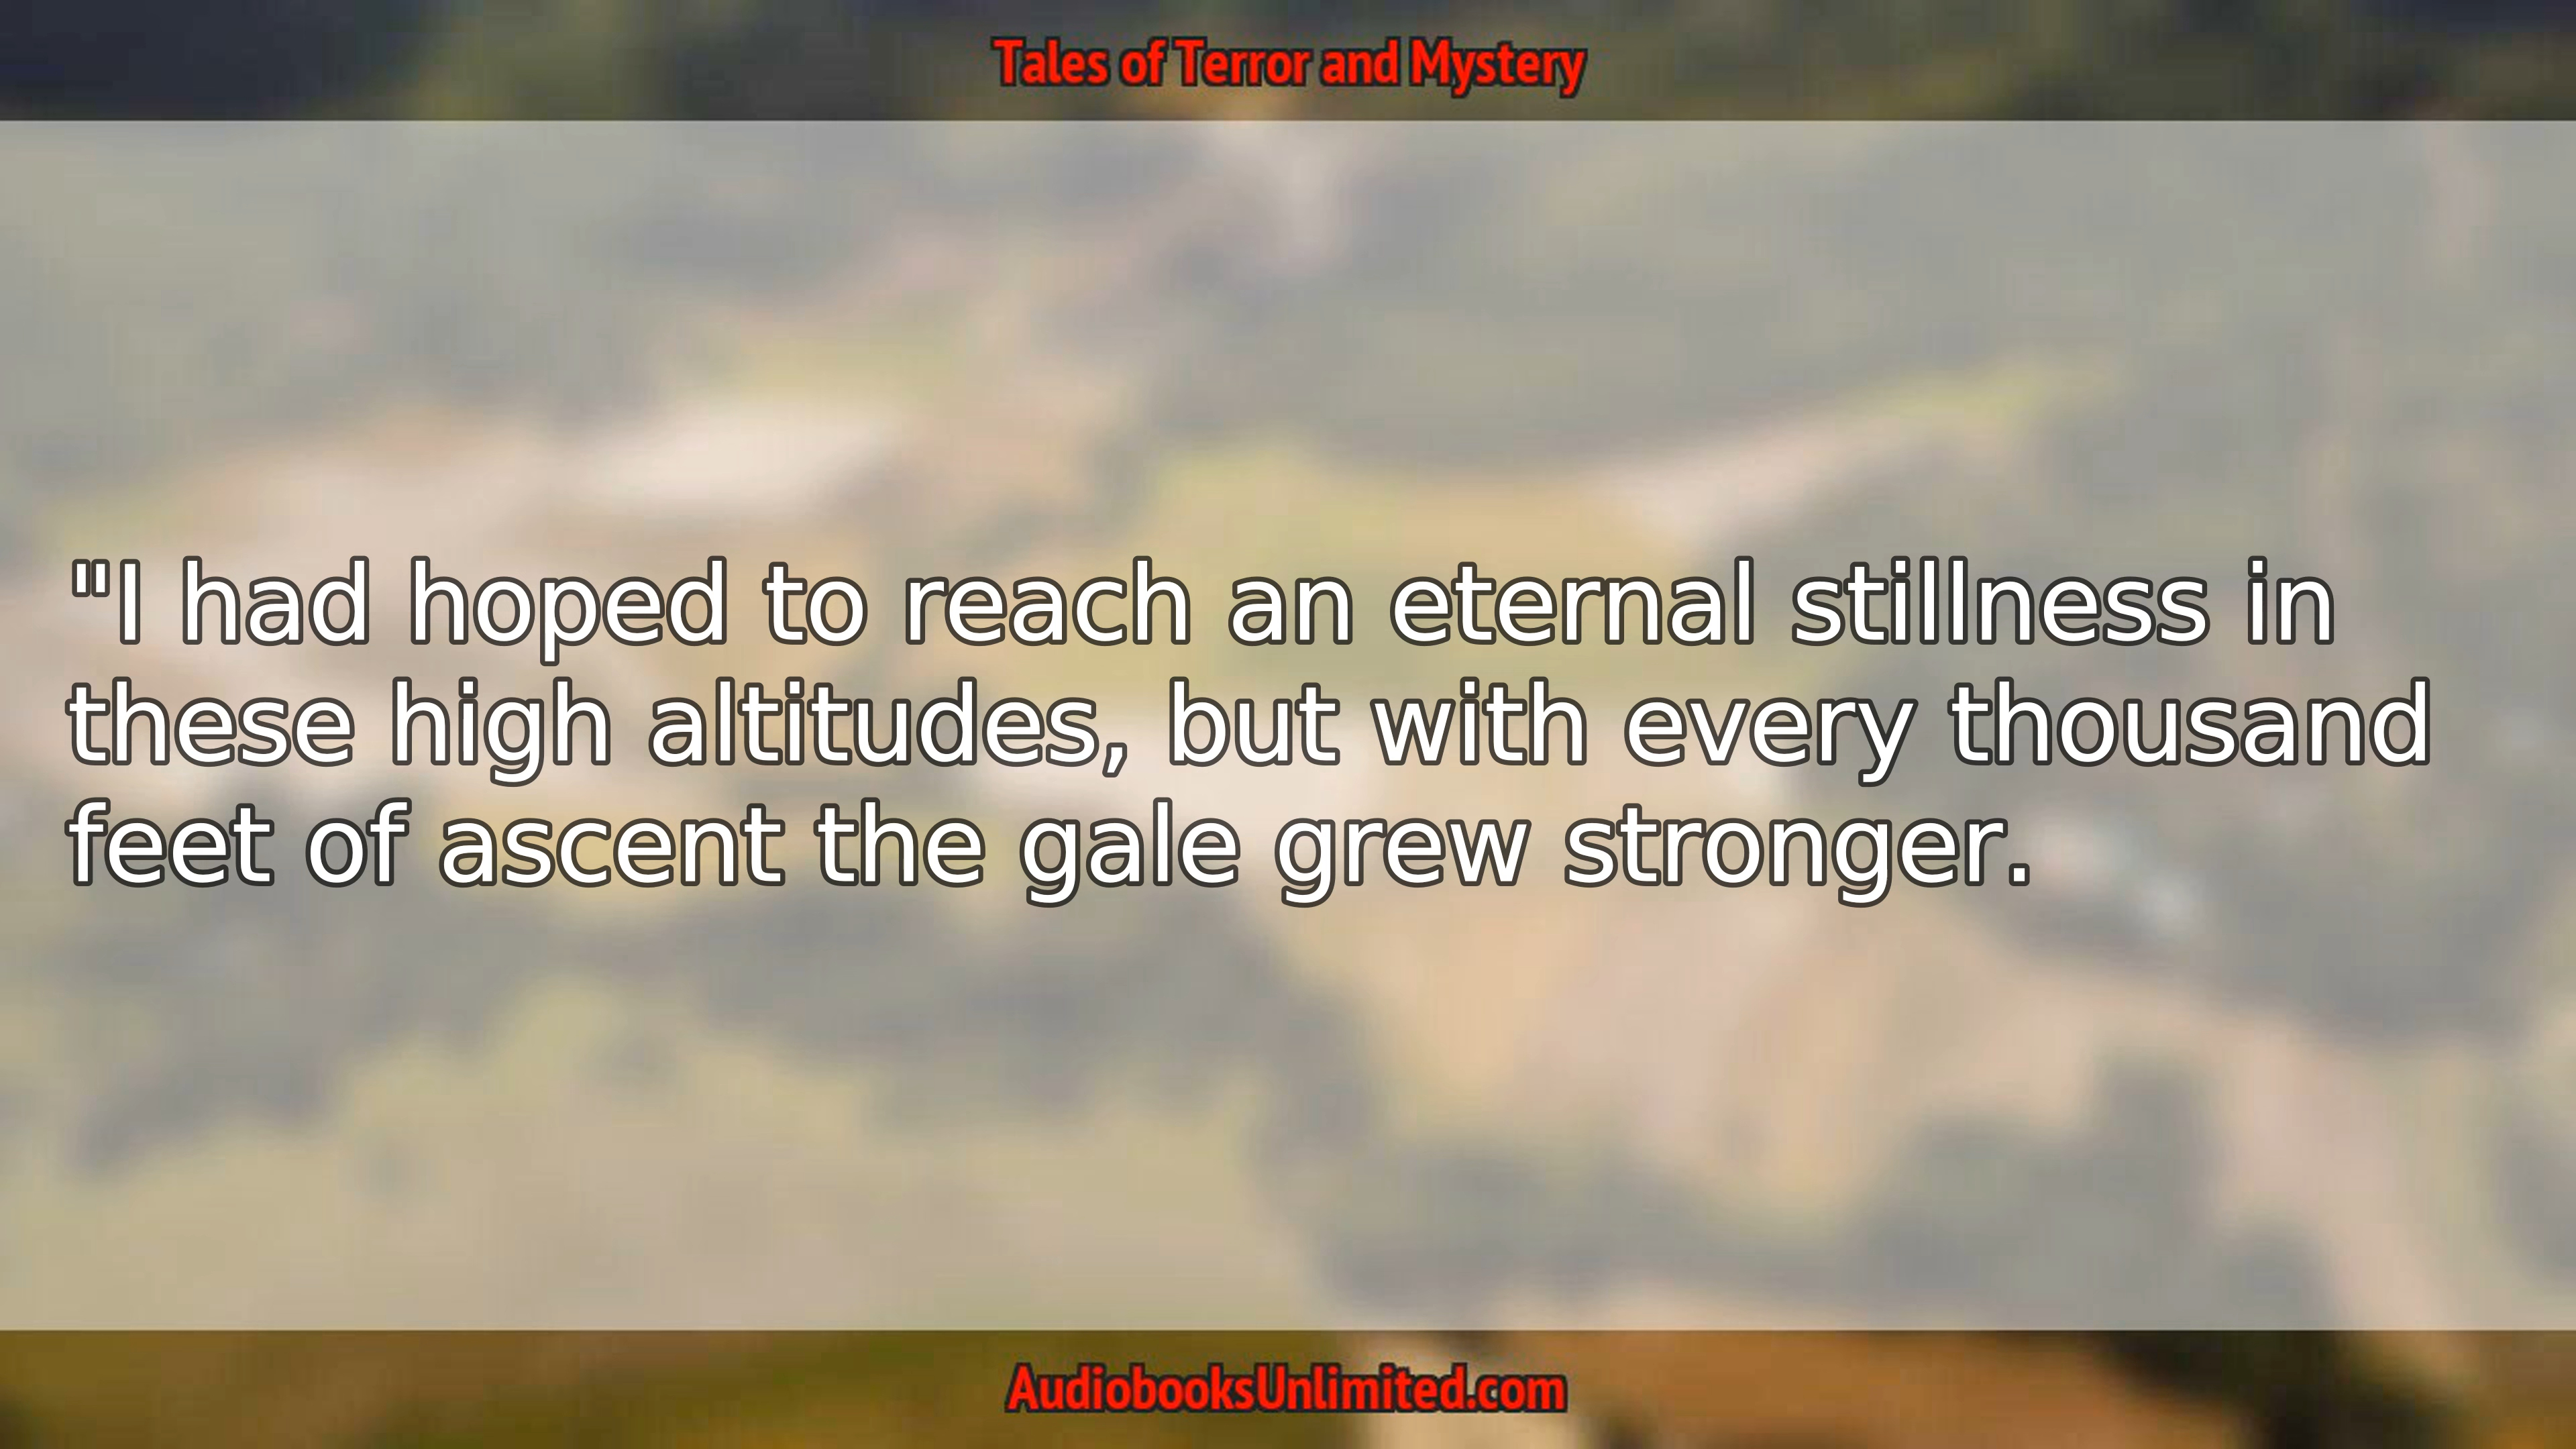 Tales of Terror and Mystery
"I had hoped to reach an eternal stillness in
these high altitudes, but with every thousand
feet of ascent the gale grew stronger.
AudiobooksUnlimited.com